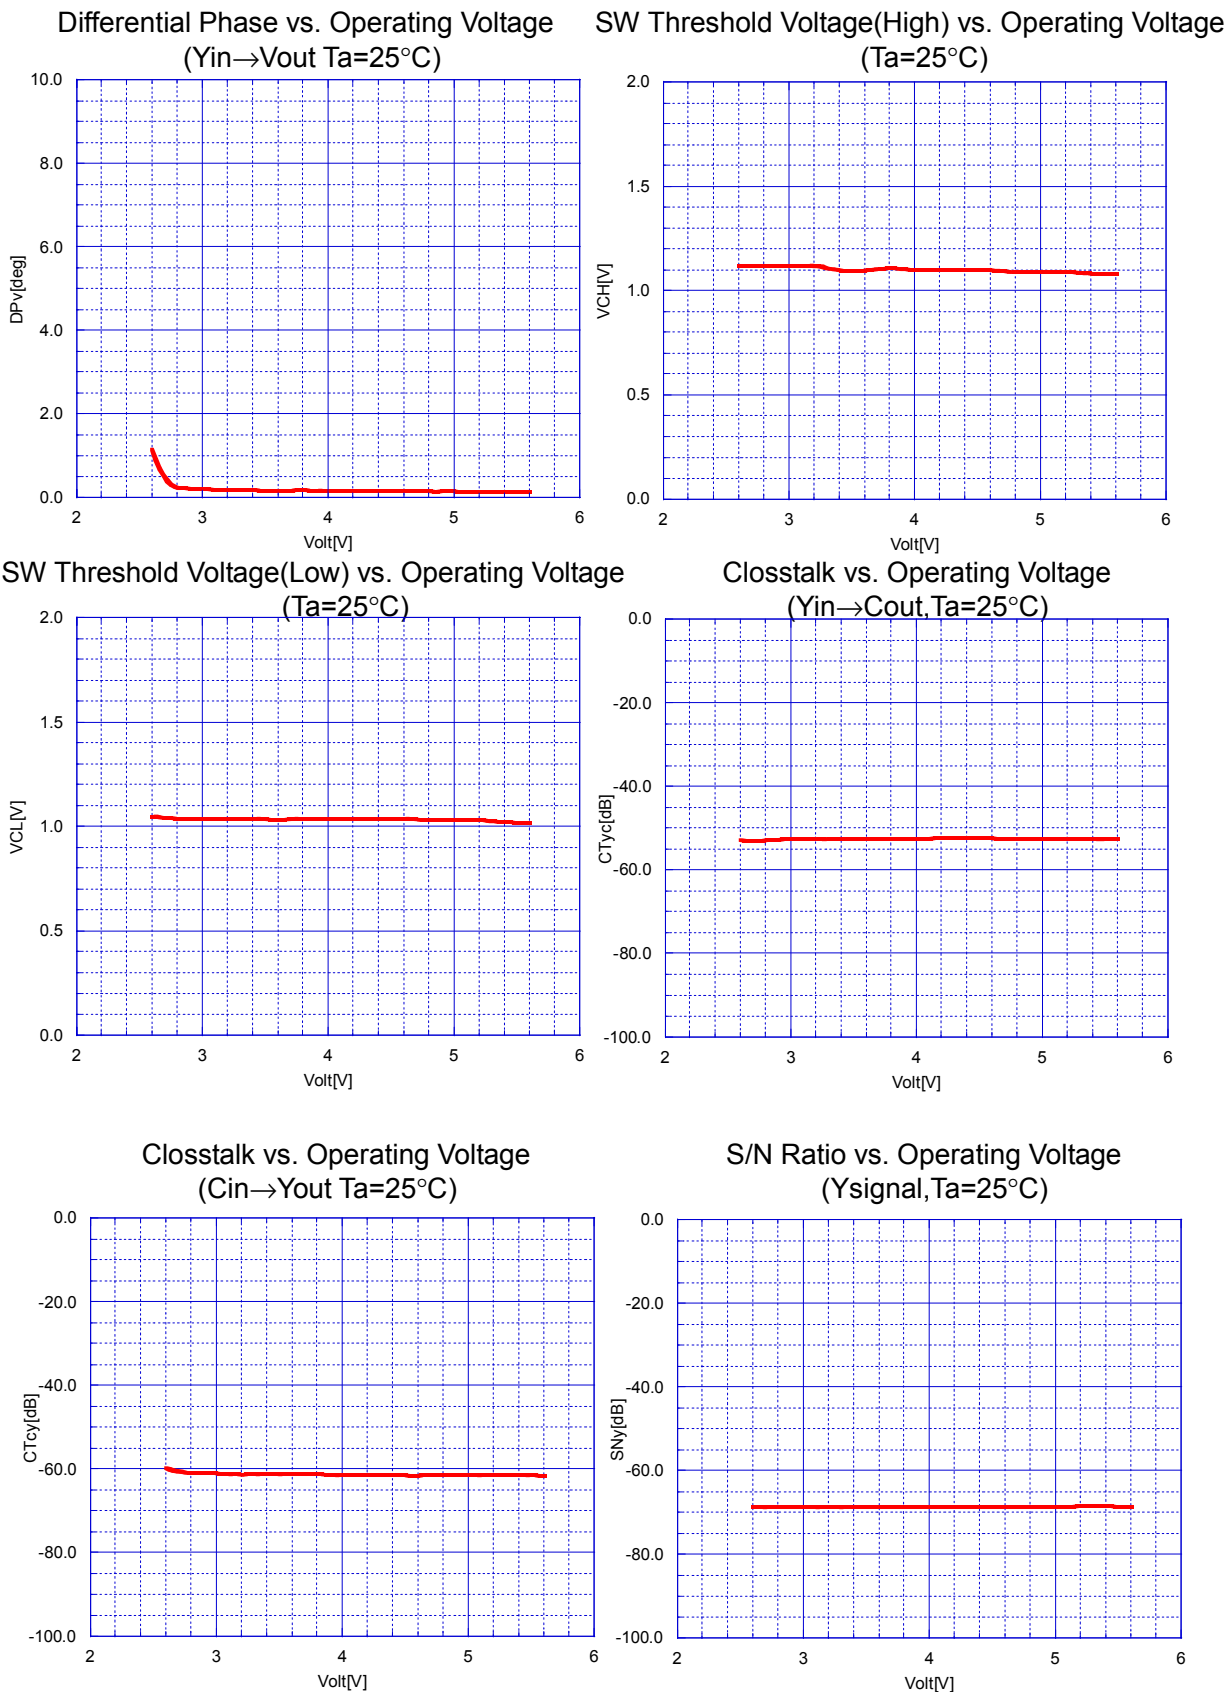 Differential Phase vs. Operating Voltage
(Yin→Vout Ta=25°C)
10.0
8.0
6.0
4.0
2.0
0.0
DPv[deg]
2 3 4 5 6
Volt[V]
SW Threshold Voltage(High) vs. Operating Voltage
(Ta=25°C)
2.0
1.5
1.0
0.5
0.0
VCH[V]
2 3 4 5 6
Volt[V]
SW Threshold Voltage(Low) vs. Operating Voltage
(Ta=25°C)
2.0
1.5
1.0
0.5
0.0
VCL[V]
2 3 4 5 6
Volt[V]
Closstalk vs. Operating Voltage
(Yin→Cout,Ta=25°C)
0.0
-20.0
-40.0
-60.0
-80.0
-100.0
CTyc[dB]
2 3 4 5 6
Volt[V]
Closstalk vs. Operating Voltage
(Cin→Yout Ta=25°C)
0.0
-20.0
-40.0
-60.0
-80.0
-100.0
CTcy[dB]
2 3 4 5 6
Volt[V]
S/N Ratio vs. Operating Voltage
(Ysignal,Ta=25°C)
0.0
-20.0
-40.0
-60.0
-80.0
-100.0
SNy[dB]
2 3 4 5 6
Volt[V]